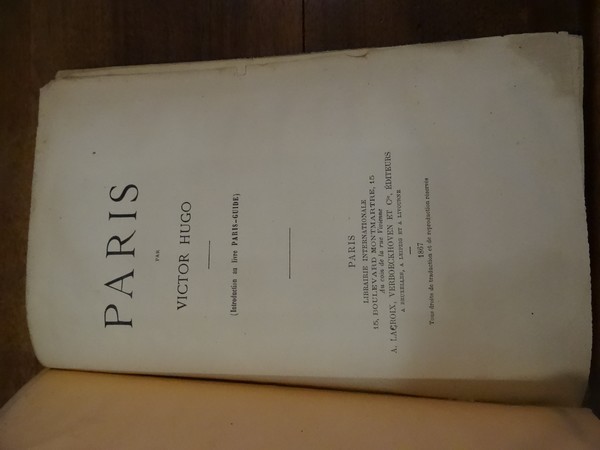 PARIS
PAR
VICTOR HUGO
(Introduction au livre PARIS-GUIDE)
PARIS
LIBRAIRIE INTERNATIONALE
15, BOULEVARD MONTMARTRE, 15
Au coin de la rue Vivienne
A. LACROIX, VERBOECKHOVEN ET Cie, ÉDITEURS
A BRUXELLES, A LEIPZIG ET A LIVOURNE
1867
Tous droits de traduction et de reproduction réservés